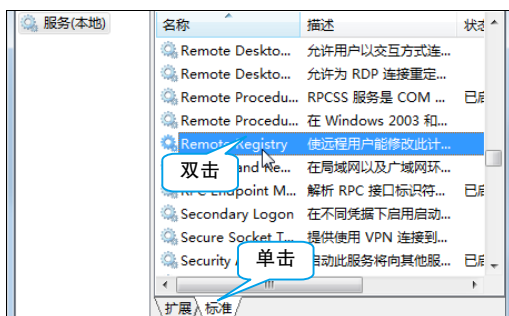 服务(本地)
名称 描述
Remote Deskto... 允许用户以交互方式连...
Remote Deskto... 允许为 RDP 连接重定...
Remote Procedu... RPCSS 服务是 COM ...
Remote Procedu... 在 Windows 2003 和...
Remote Registry 使远程用户能修改此计...
双击
and 在局域网以及广域网环...
RPC Endpoint M... 解析 RPC 接口标识符...
Secondary Logon 在不同凭据下启用启动...
Secure Socket T... 提供使用 VPN 连接到...
Security 启动此服务将向其他服...
单击
扩展 标准